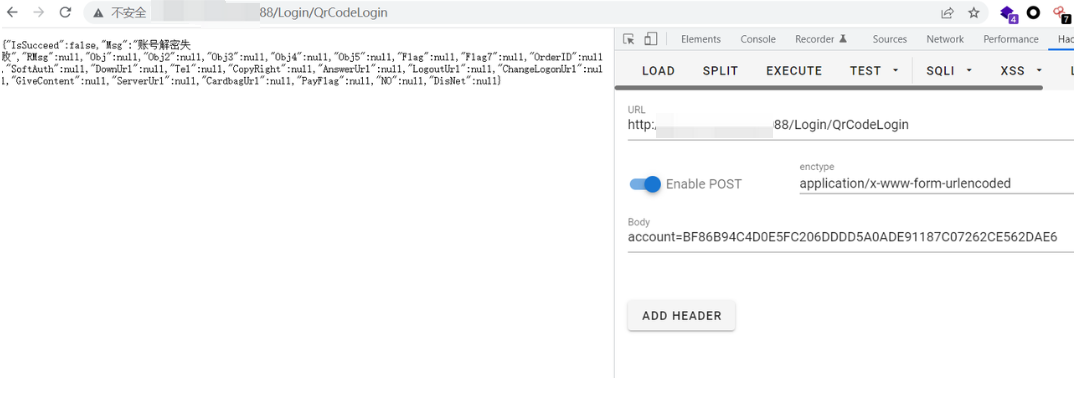 不安全
88/Login/QrCodeLogin
4
7
{"IsSucceed":false,"Msg":"账号解密失
败","RMsg":null,"Obj":null,"Obj2":null,"Obj3":null,"Obj4":null,"Obj5":null,"Flag":null,"Flag7":null,"OrderID":null
,"SoftAuth":null,"DownUrl":null,"Tel":null,"CopyRight":null,"AnswerUrl":null,"LogoutUrl":null,"ChangeLogonUrl":nul
l,"GiveContent":null,"ServerUrl":null,"CardbagUrl":null,"PayFlag":null,"NO":null,"DisNet":null}
Elements
Console
Recorder
Sources
Network
Performance
Hac
LOAD
SPLIT
EXECUTE
TEST
SQLI
XSS
L
URL
http:/
88/Login/QrCodeLogin
Enable POST
enctype
application/x-www-form-urlencoded
Body
account=BF86B94C4D0E5FC206DDDD5A0ADE91187C07262CE562DAE6
ADD HEADER